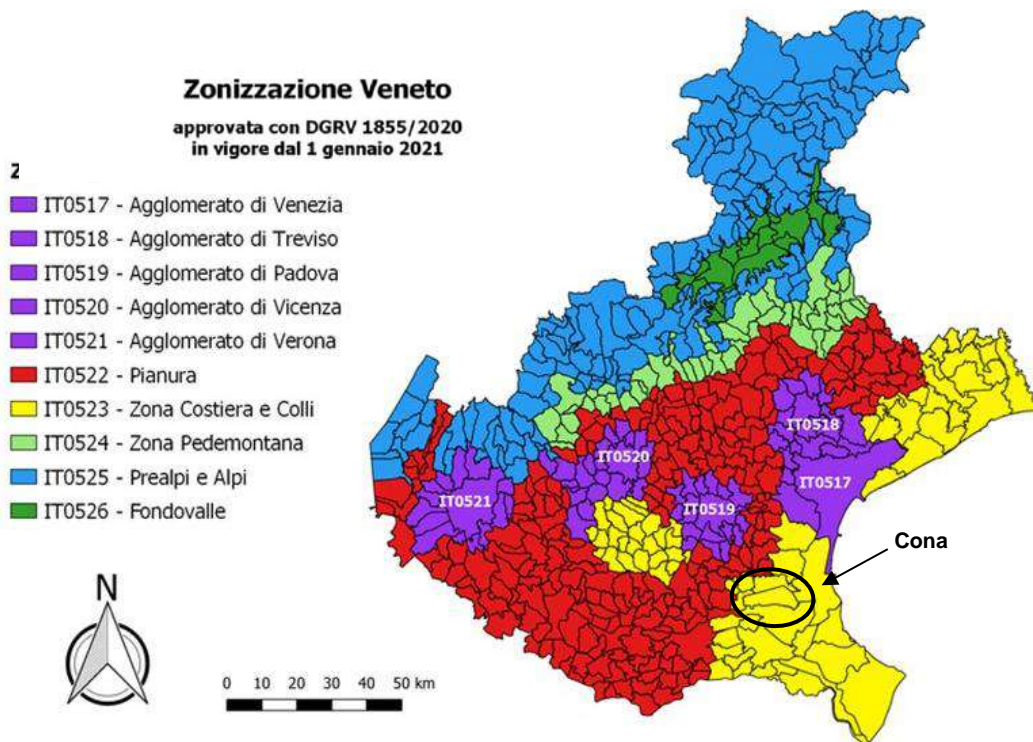 Zonizzazione Veneto
approvata con DGRV 1855/2020
in vigore dal 1 gennaio 2021
Z
IT0517 - Agglomerato di Venezia
IT0518 - Agglomerato di Treviso
IT0519 - Agglomerato di Padova
IT0520 - Agglomerato di Vicenza
IT0521 - Agglomerato di Verona
IT0522 - Pianura
IT0523 - Zona Costiera e Colli
IT0524 - Zona Pedemontana
IT0525 - Prealpi e Alpi
IT0526 - Fondovalle
IT0518
IT0520
IT0517
IT0521
IT0519
Cona
N
0 10 20 30 40 50 km